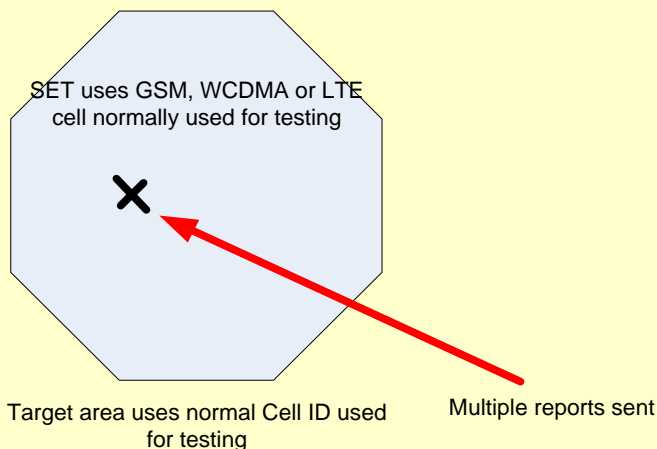 SET uses GSM, WCDMA or LTE
cell normally used for testing
Target area uses normal Cell ID used
for testing
Multiple reports sent